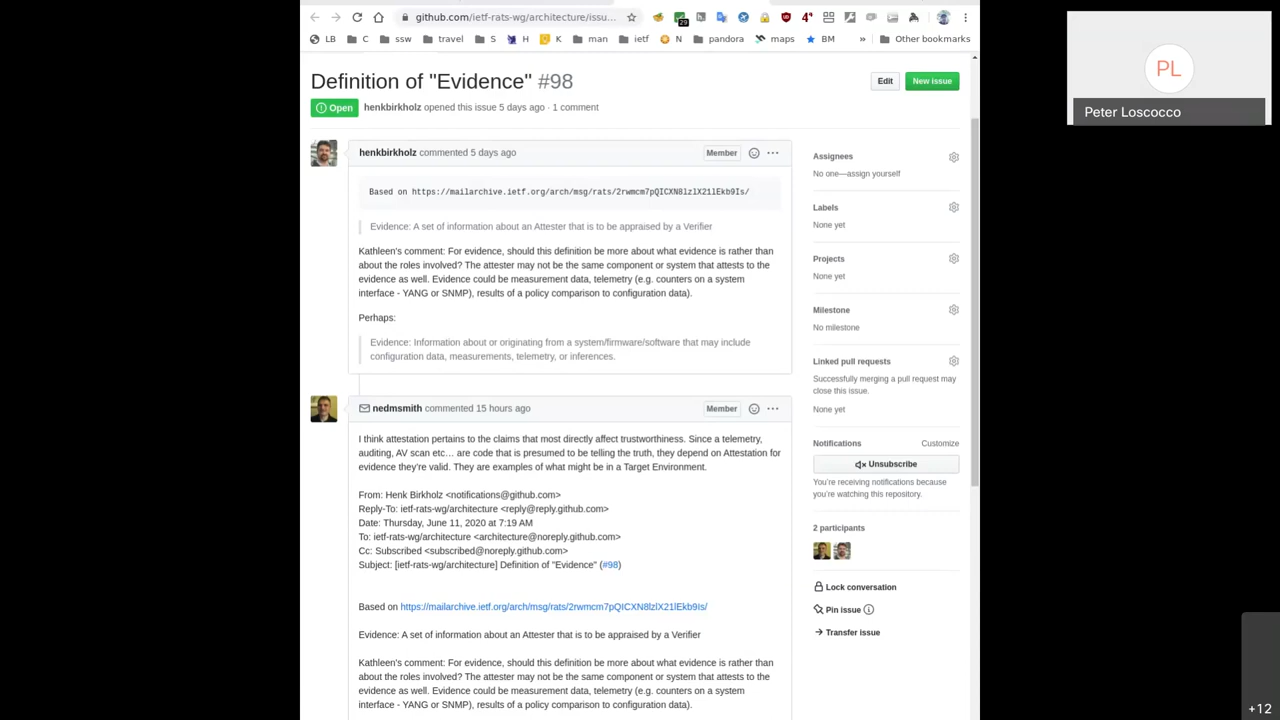 github.com/ietf-rats-wg/architecture/issu...
29
4
LB C ssw travel S H K man ietf N pandora maps BM » Other bookmarks
Definition of "Evidence" #98
Edit New issue
Open henkbirkholz opened this issue 5 days ago · 1 comment
henkbirkholz commented 5 days ago Member
Based on https://mailarchive.ietf.org/arch/msg/rats/2rwmcm7pQICXN8lzlX21lEkb9Is/
Evidence: A set of information about an Attester that is to be appraised by a Verifier
Kathleen's comment: For evidence, should this definition be more about what evidence is rather than
about the roles involved? The attester may not be the same component or system that attests to the
evidence as well. Evidence could be measurement data, telemetry (e.g. counters on a system
interface - YANG or SNMP), results of a policy comparison to configuration data).
Perhaps:
Evidence: Information about or originating from a system/firmware/software that may include
configuration data, measurements, telemetry, or inferences.
nedmsmith commented 15 hours ago Member
I think attestation pertains to the claims that most directly affect trustworthiness. Since a telemetry,
auditing, AV scan etc... are code that is presumed to be telling the truth, they depend on Attestation for
evidence they're valid. They are examples of what might be in a Target Environment.
From: Henk Birkholz <notifications@github.com>
Reply-To: ietf-rats-wg/architecture <reply@reply.github.com>
Date: Thursday, June 11, 2020 at 7:19 AM
To: ietf-rats-wg/architecture <architecture@noreply.github.com>
Cc: Subscribed <subscribed@noreply.github.com>
Subject: [ietf-rats-wg/architecture] Definition of "Evidence" (#98)
Based on https://mailarchive.ietf.org/arch/msg/rats/2rwmcm7pQICXN8lzlX21lEkb9Is/
Evidence: A set of information about an Attester that is to be appraised by a Verifier
Kathleen's comment: For evidence, should this definition be more about what evidence is rather than
about the roles involved? The attester may not be the same component or system that attests to the
evidence as well. Evidence could be measurement data, telemetry (e.g. counters on a system
interface - YANG or SNMP), results of a policy comparison to configuration data).
Assignees
No one—assign yourself
Labels
None yet
Projects
None yet
Milestone
No milestone
Linked pull requests
Successfully merging a pull request may
close this issue.
None yet
Notifications Customize
Unsubscribe
You're receiving notifications because
you're watching this repository.
2 participants
Lock conversation
Pin issue
Transfer issue
PL
Peter Loscocco
+12